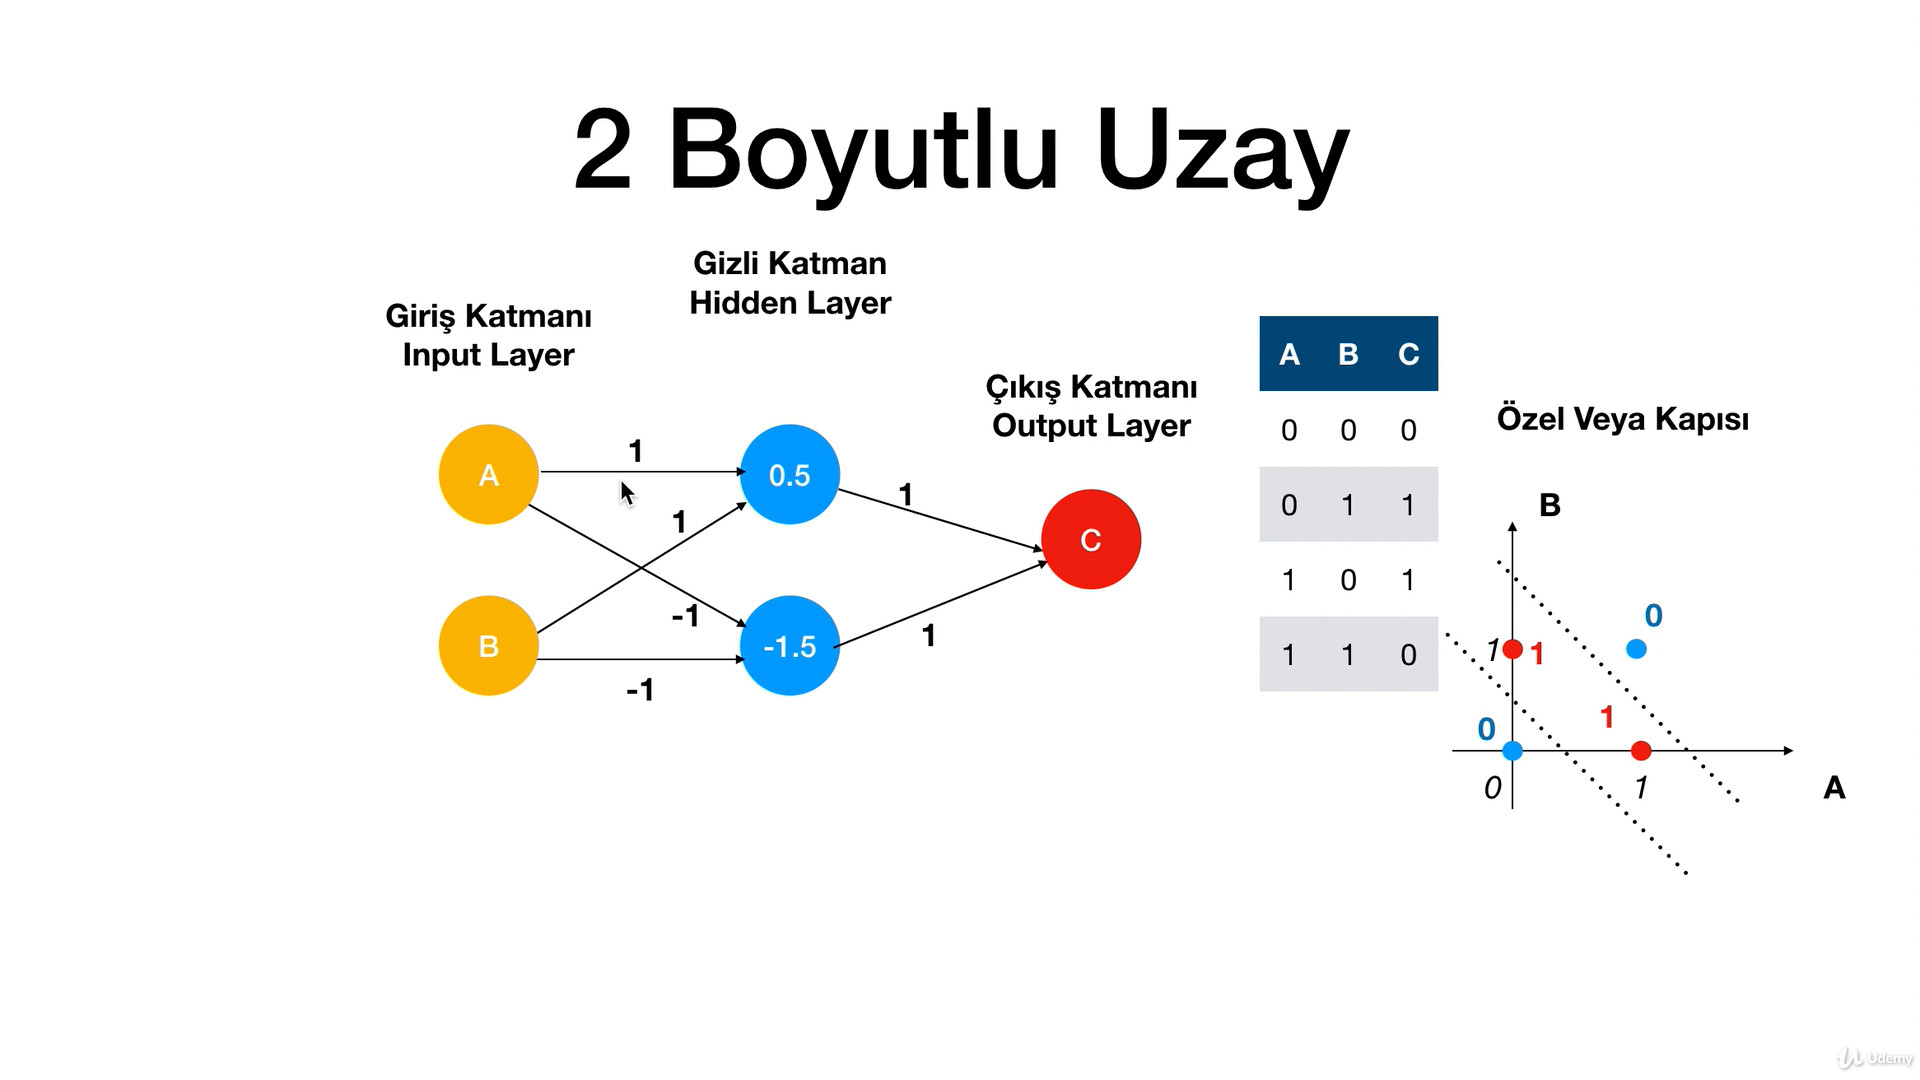 2 Boyutlu Uzay
Gizli Katman
Hidden Layer
Giriş Katmanı
Input Layer
Çıkış Katmanı
Output Layer
A
B
1
1
-1
-1
0.5
-1.5
1
1
C
A B C
0 0 0
0 1 1
1 0 1
1 1 0
Özel Veya Kapısı
B
0
1 1
1
0
0 1
A
Udemy